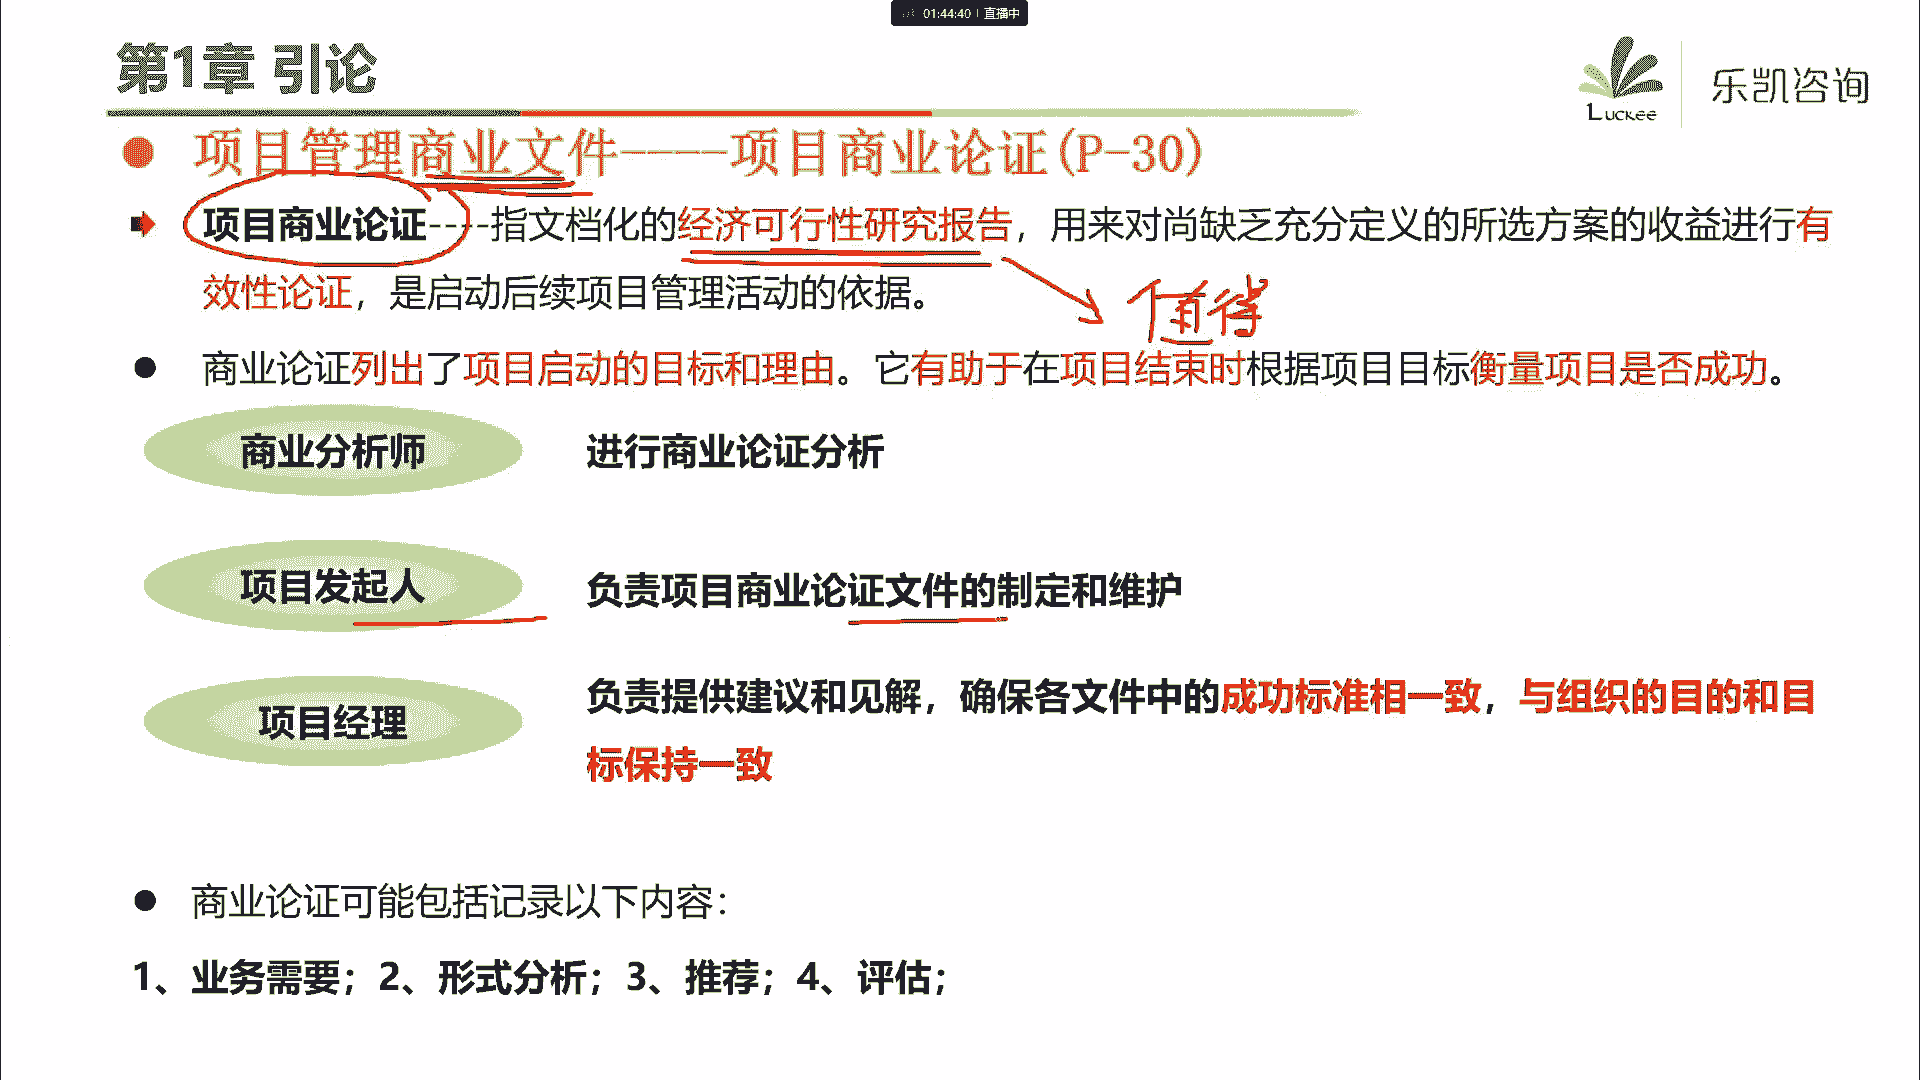 01:44:40 | 直播中
第1章 引论
Luckee
乐凯咨询
项目管理商业文件----项目商业论证(P-30)
项目商业论证----指文档化的经济可行性研究报告，用来对尚缺乏充分定义的所选方案的收益进行有
效性论证，是启动后续项目管理活动的依据。
值得
商业论证列出了项目启动的目标和理由。它有助于在项目结束时根据项目目标衡量项目是否成功。
商业分析师
进行商业论证分析
项目发起人
负责项目商业论证文件的制定和维护
项目经理
负责提供建议和见解，确保各文件中的成功标准相一致，与组织的目的和目
标保持一致
商业论证可能包括记录以下内容：
1、业务需要；2、形式分析；3、推荐；4、评估；